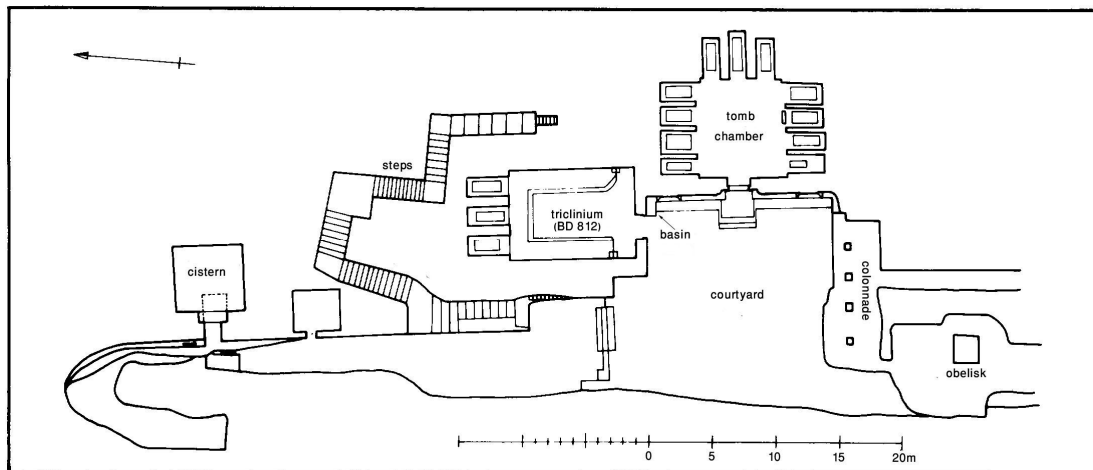 tomb
chamber
steps
triclinium
(BD 812)
basin
cistern
courtyard
colonnade
obelisk
0 5 10 15 20m